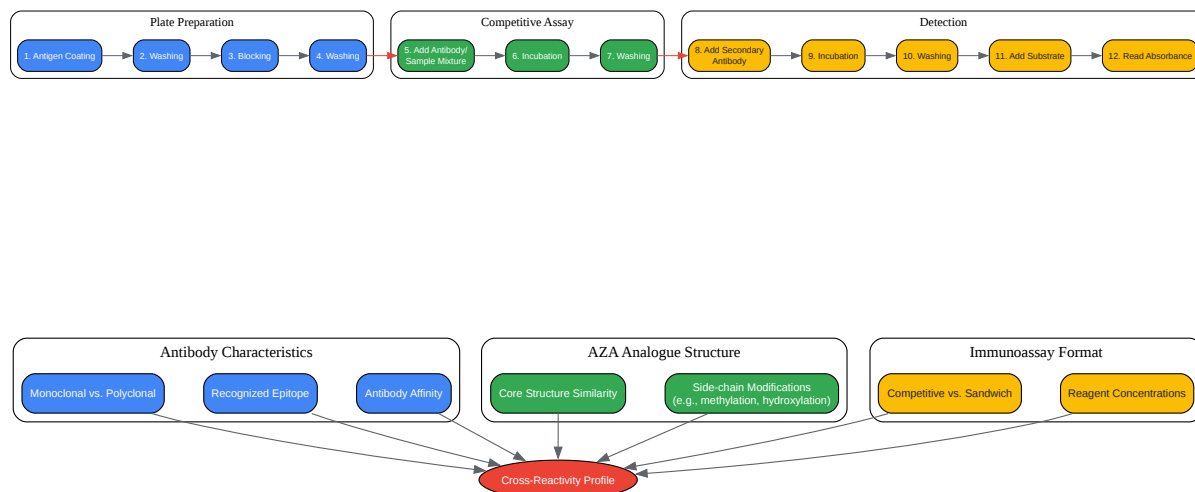 Plate Preparation
1. Antigen Coating
2. Washing
3. Blocking
4. Washing
Competitive Assay
5. Add Antibody/
Sample Mixture
6. Incubation
7. Washing
Detection
8. Add Secondary
Antibody
9. Incubation
10. Washing
11. Add Substrate
12. Read Absorbance
Antibody Characteristics
Monoclonal vs. Polyclonal
Recognized Epitope
Antibody Affinity
AZA Analogue Structure
Core Structure Similarity
Side-chain Modifications
(e.g., methylation, hydroxylation)
Immunoassay Format
Competitive vs. Sandwich
Reagent Concentrations
Cross-Reactivity Profile